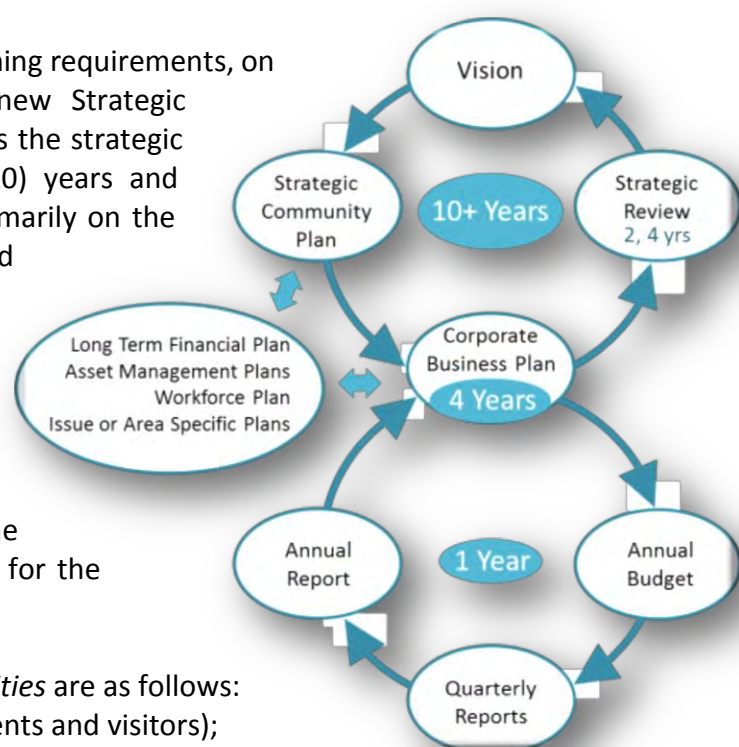 ning requirements, on
new Strategic
s the strategic
0) years and
marily on the
d
ne
for the
ities are as follows:
ents and visitors);
Vision
Strategic
Community
Plan
10+ Years
Strategic
Review
2, 4 yrs
Long Term Financial Plan
Asset Management Plans
Workforce Plan
Issue or Area Specific Plans
Corporate
Business Plan
4 Years
Annual
Report
1 Year
Annual
Budget
Quarterly
Reports